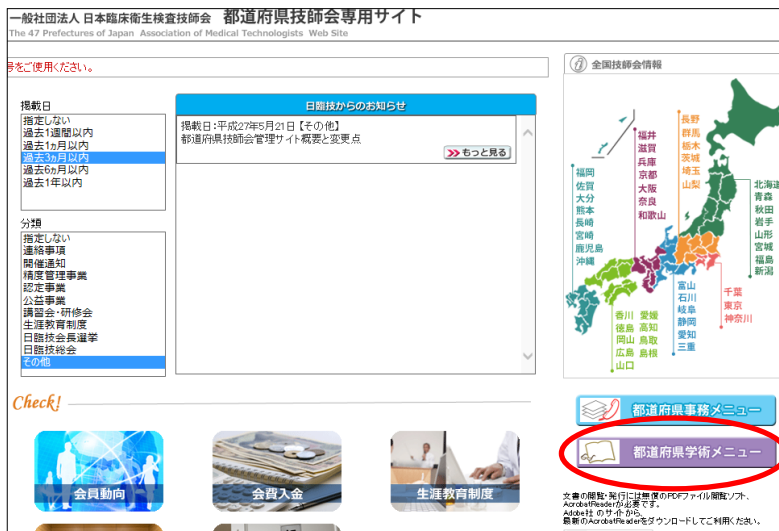 一般社団法人 日本臨床衛生検査技師会 都道府県技師会専用サイト
The 47 Prefectures of Japan Association of Medical Technologists Web Site
号をご使用ください。
掲載日
指定しない
過去1週間以内
過去1ヵ月以内
過去3ヵ月以内
過去6ヵ月以内
過去1年以内
分類
指定しない
連絡事項
開催通知
精度管理事業
認定事業
公益事業
講習会・研修会
生涯教育制度
日臨技会長選挙
日臨技総会
その他
日臨技からのお知らせ
掲載日:平成27年5月21日【その他】
都道府県技師会管理サイト概要と変更点
もっと見る
全国技師会情報
福岡
佐賀
大分
熊本
長崎
宮崎
鹿児島
沖縄
福井
滋賀
兵庫
京都
大阪
奈良
和歌山
長野
群馬
栃木
茨城
埼玉
山梨
北海道
青森
秋田
岩手
山形
宮城
福島
新潟
香川 愛媛
徳島 高知
岡山 鳥取
広島 島根
山口
富山
石川
岐阜
静岡
愛知
三重
千葉
東京
神奈川
Check!
会員動向
会費入金
生涯教育制度
都道府県事務メニュー
都道府県学術メニュー
文書の閲覧・発行には無償のPDFファイル閲覧ソフト、
AcrobatReaderが必要です。
Adobe社 のサイトから、
最新のAcrobatReaderをダウンロードしてご利用ください。